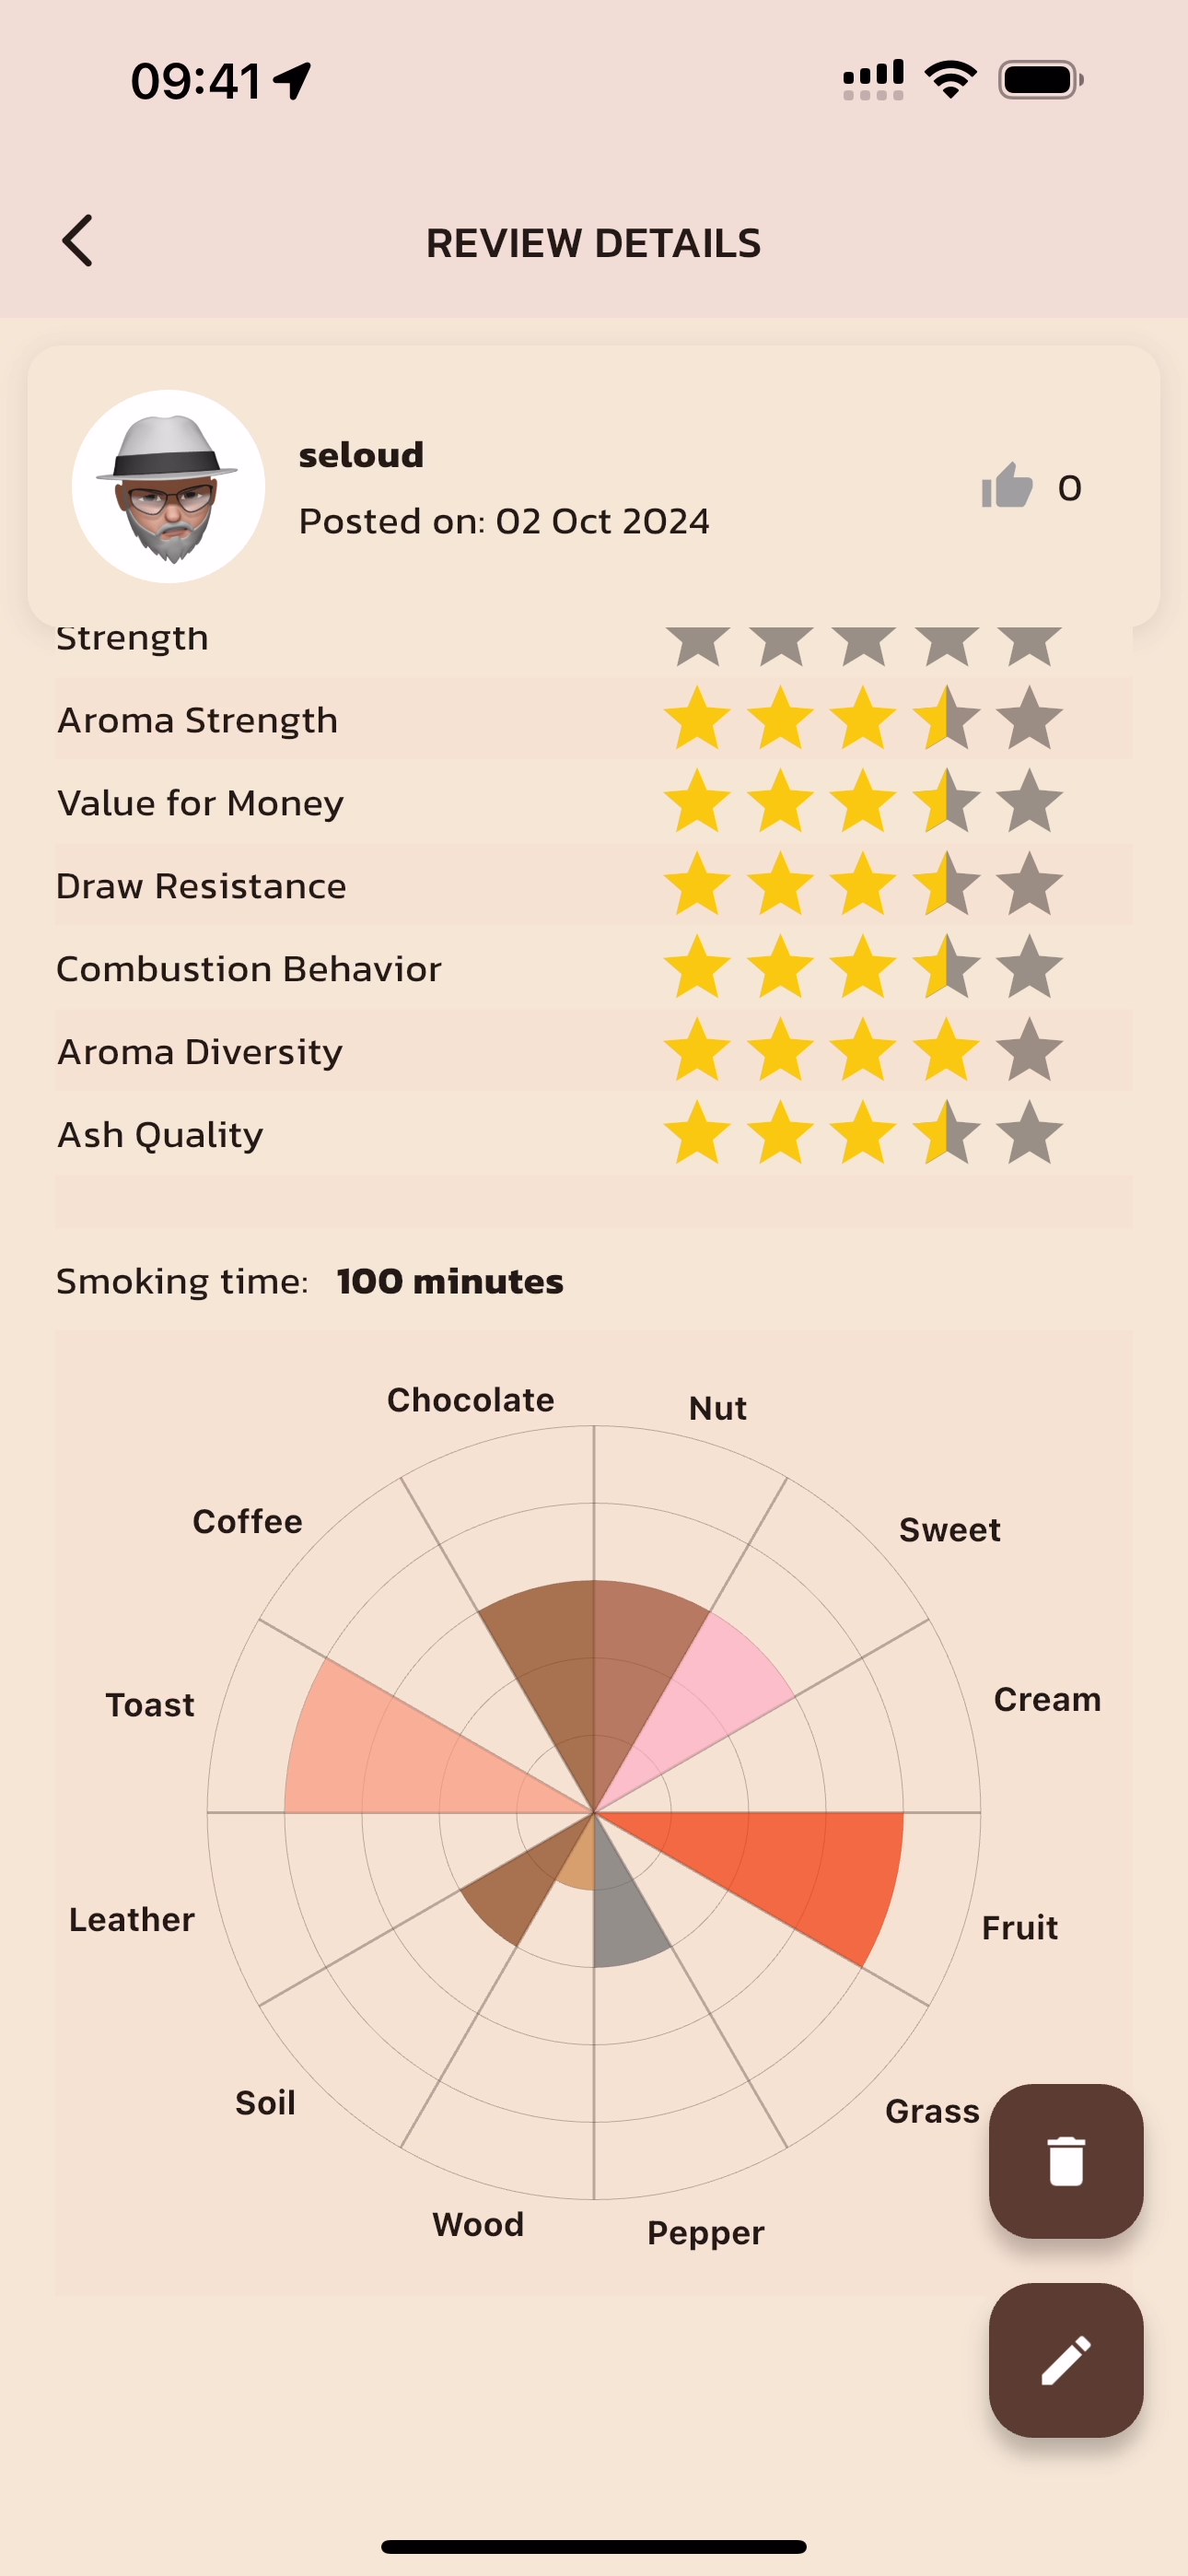 09:41
REVIEW DETAILS
seloud
Posted on: 02 Oct 2024
0
Strength
Aroma Strength
Value for Money
Draw Resistance
Combustion Behavior
Aroma Diversity
Ash Quality
Smoking time: 100 minutes
Chocolate
Nut
Coffee
Sweet
Toast
Cream
Leather
Fruit
Soil
Grass
Wood
Pepper